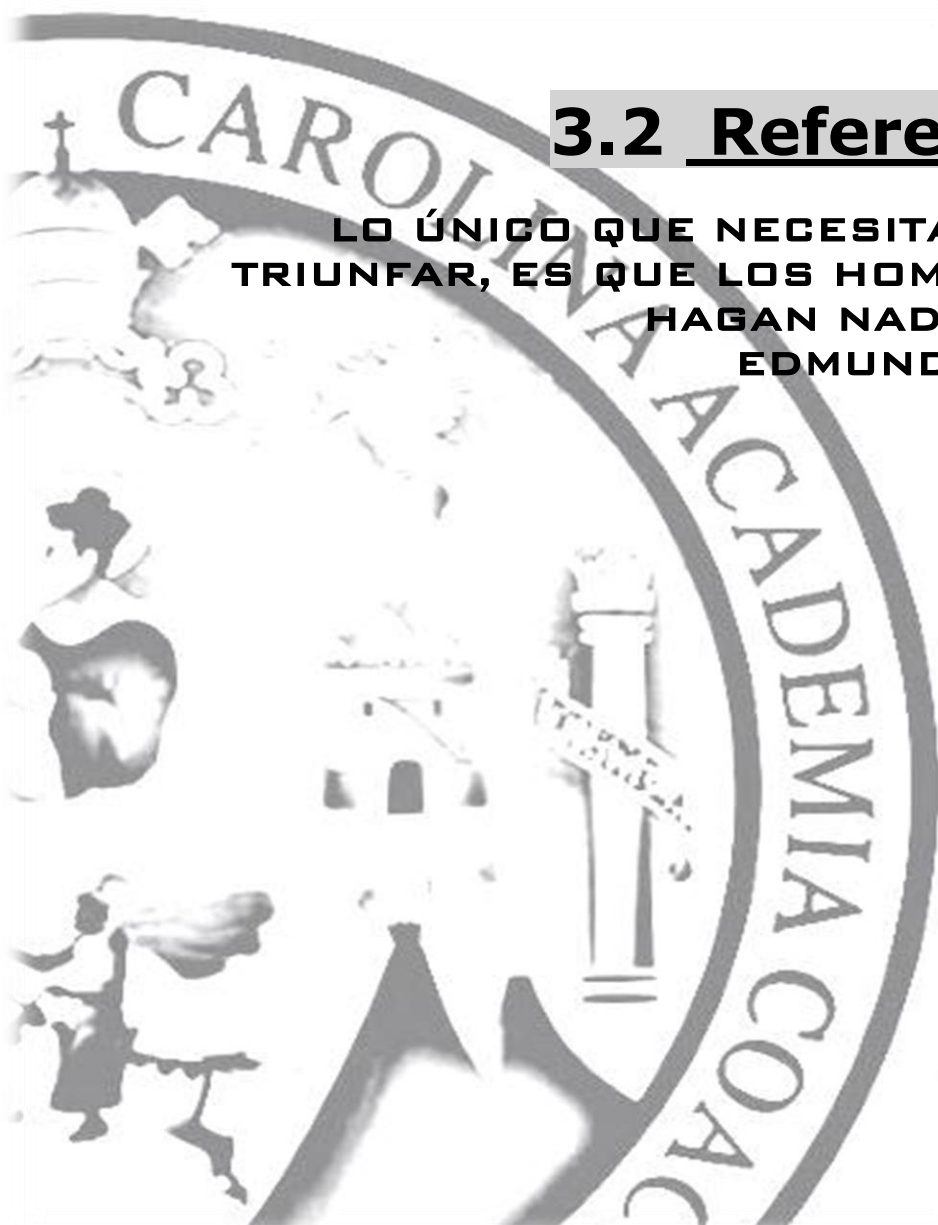 3.2 Refere
LO ÚNICO QUE NECESITA
TRIUNFAR, ES QUE LOS HOM
HAGAN NAD
EDMUND
CAROLINA ACADEMIA COAC